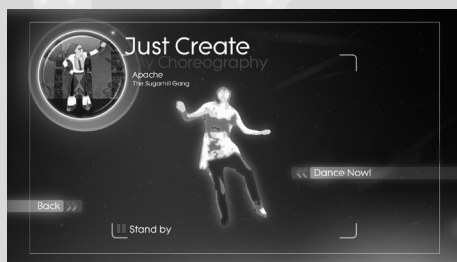 Just Create
My Choreography
Apache
The Sugarhill Gang
Dance Now!
Back
Stand by